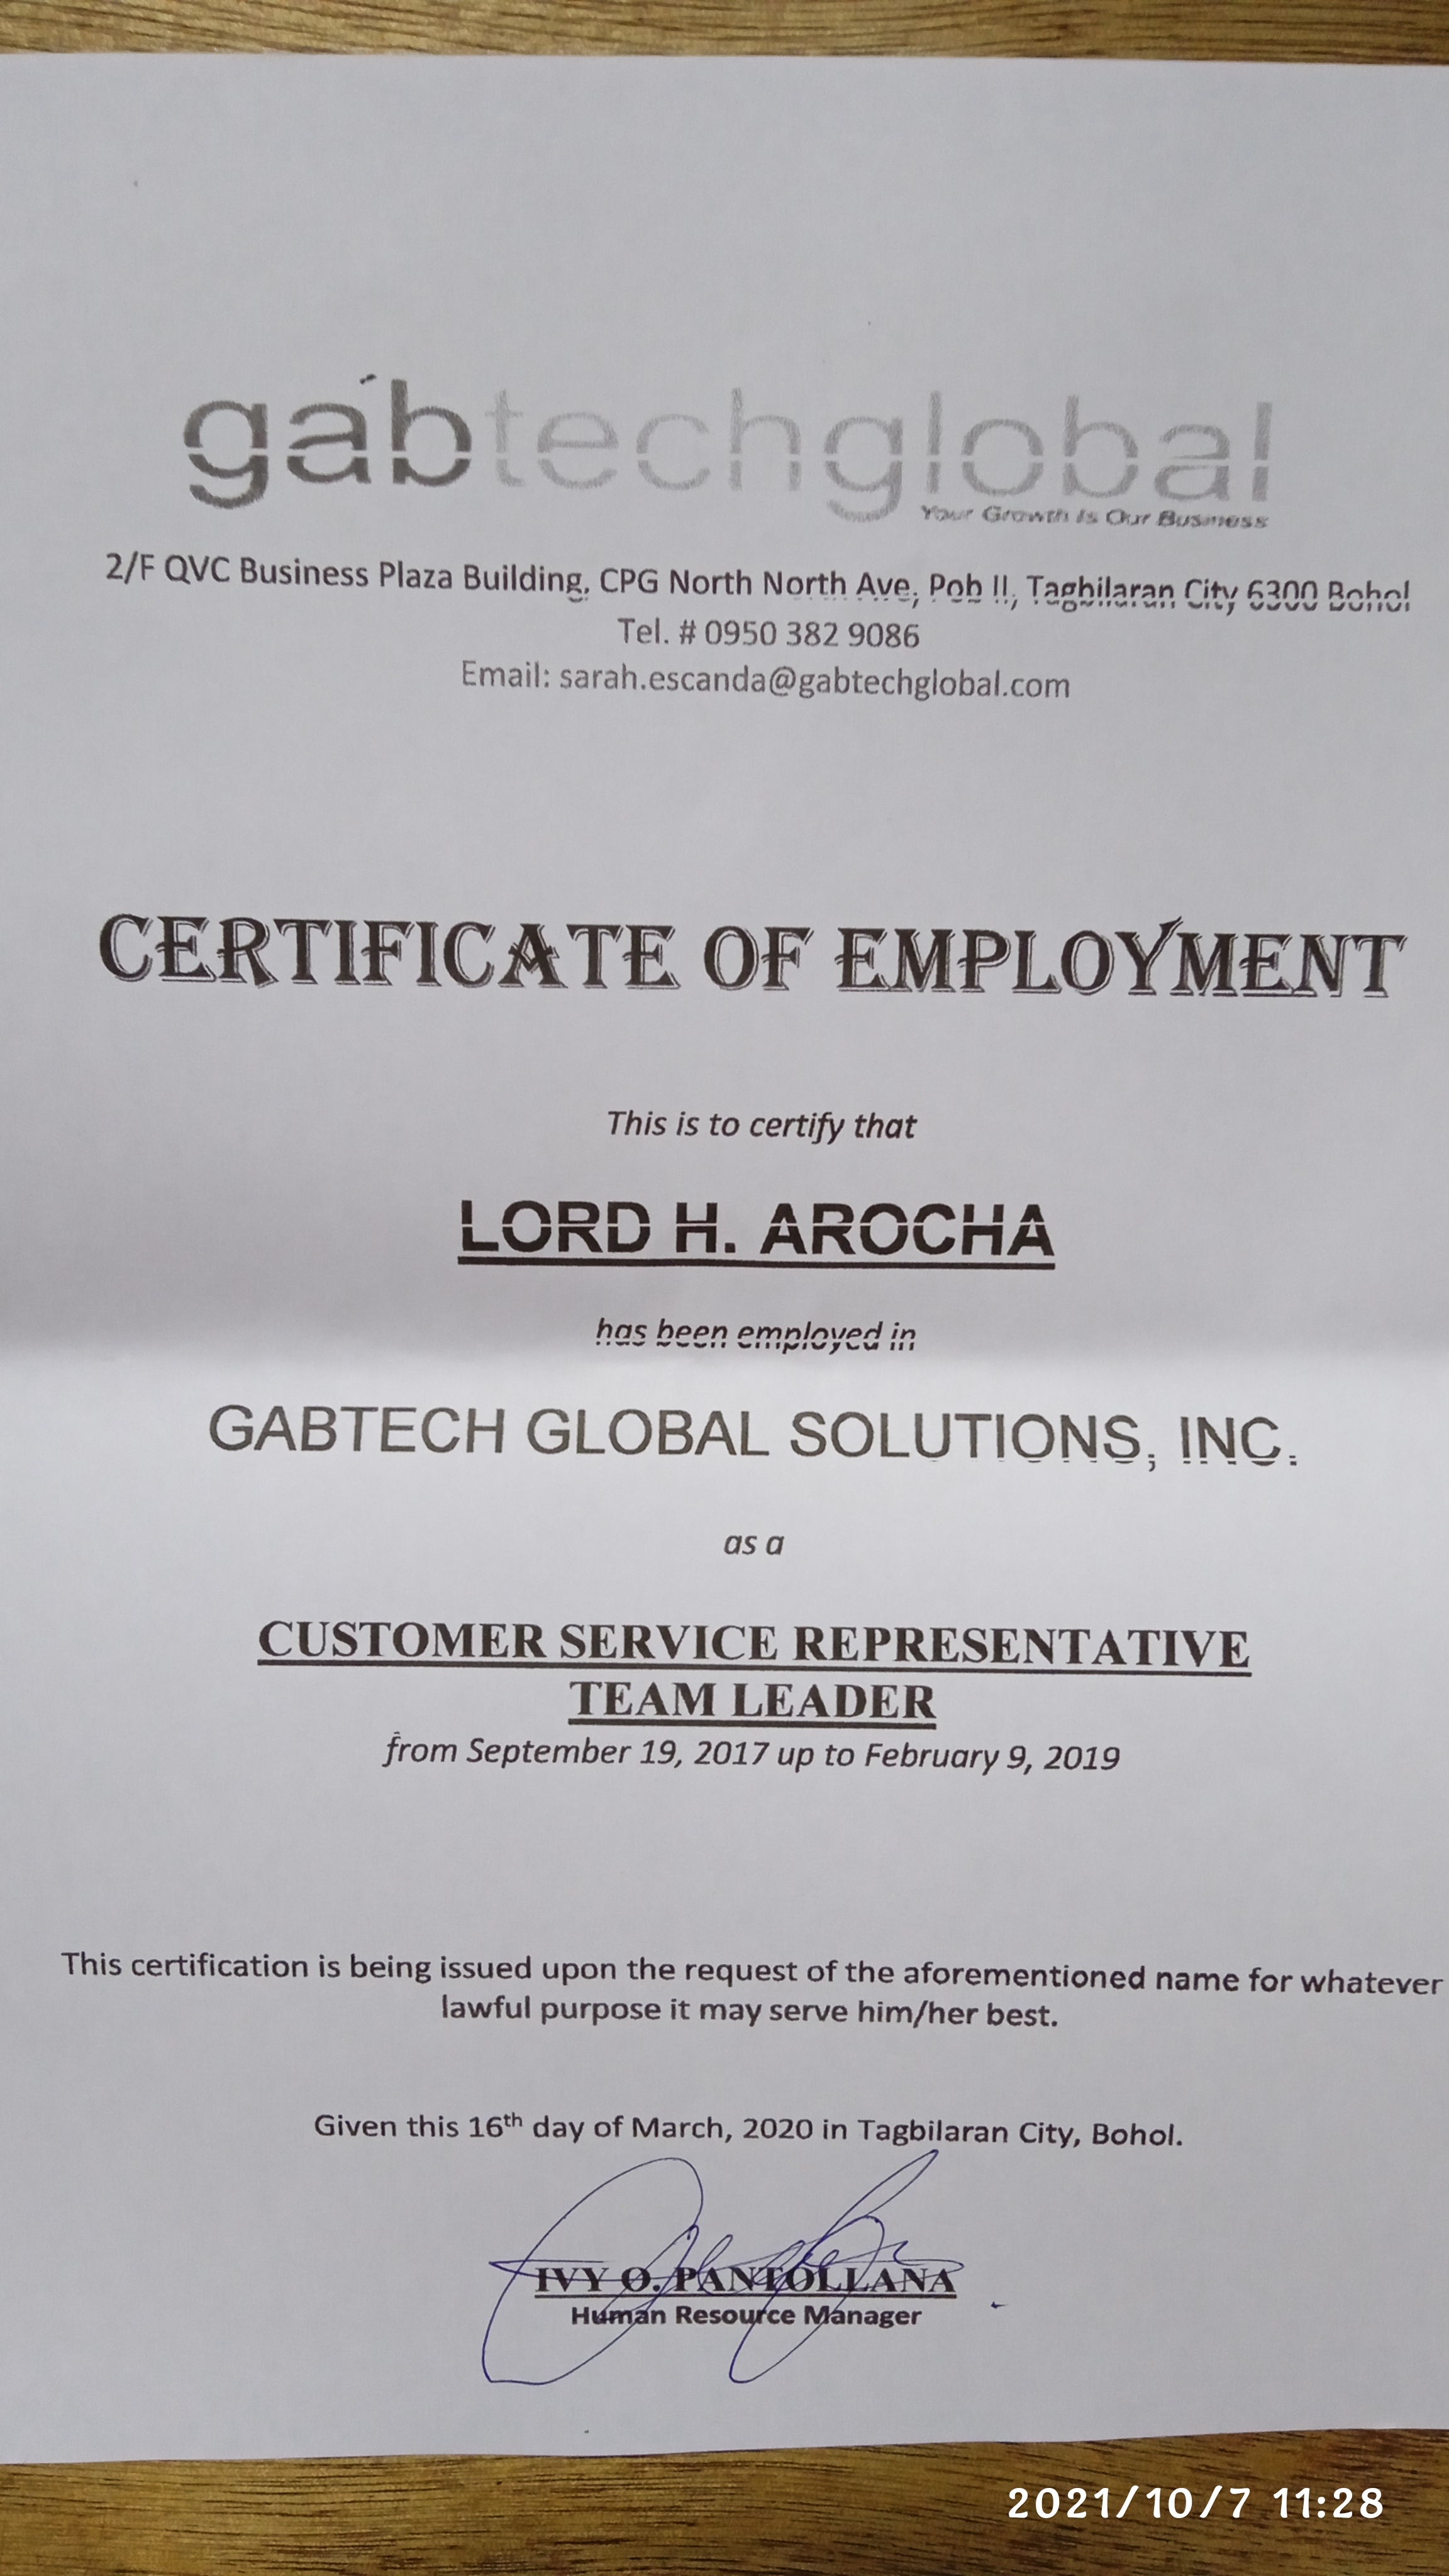 gabtechglobal
Your Growth Is Our Business
2/F QVC Business Plaza Building, CPG North North Ave, Pob II, Tagbilaran City 6300 Bohol
Tel. # 0950 382 9086
Email: sarah.escanda@gabtechglobal.com
CERTIFICATE OF EMPLOYMENT
This is to certify that
LORD H. AROCHA
has been employed in
GABTECH GLOBAL SOLUTIONS, INC.
as a
CUSTOMER SERVICE REPRESENTATIVE
TEAM LEADER
from September 19, 2017 up to February 9, 2019
This certification is being issued upon the request of the aforementioned name for whatever
lawful purpose it may serve him/her best.
Given this 16th day of March, 2020 in Tagbilaran City, Bohol.
IVY O. PANTOLLANA
Human Resource Manager
2021/10/7 11:28